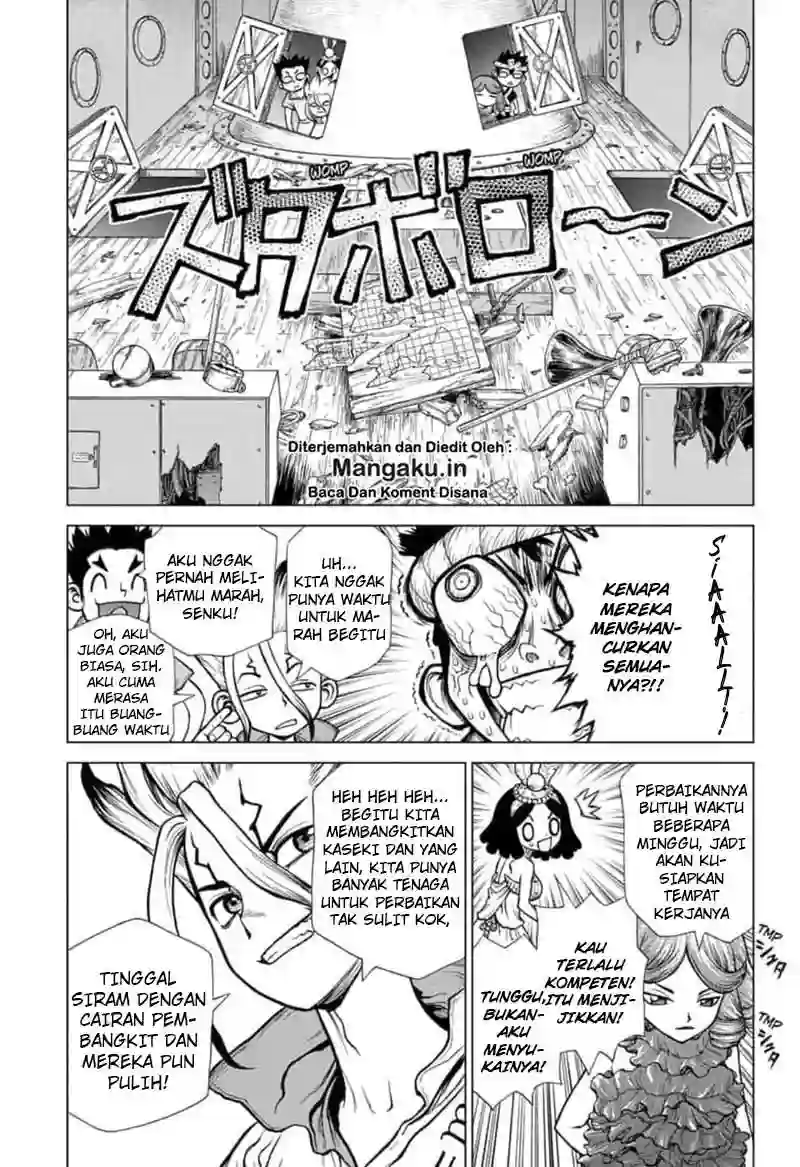 WOMP
WOMP
ズタボロ〜ン
Diterjemahkan dan Diedit Oleh :
Mangaku.in
Baca Dan Koment Disana
S.iAAALT!
KENAPA
MEREKA
MENGHAN-
CURKAN
SEMUA-
NYA?!!
UH...
KITA NGGAK
PUNYA WAKTU
UNTUK MA-
RAH BEGITU
AKU NGGAK
PERNAH MELI-
HATMU MARAH,
SENKU!
OH, AKU
JUGA ORANG
BIASA, SIH.
AKU CUMA
MERASA
ITU BUANG-
BUANG WAKTU
PERBAIKANNYA
BUTUH WAKTU
BEBERAPA
MINGGU, JADI
AKAN KU-
SIAPKAN
TEMPAT
KERJANYA
TMP
TMP
KAU
TERLALU
KOMPETEN!
ITU MENJI-
JIKKAN!
TUNGGU,
BUKAN-
AKU
MENYU-
KAINYA!
HEH HEH HEH...
BEGITU KITA
MEMBANGKITKAN
KASEKI DAN YANG
LAIN, KITA PUNYA
BANYAK TENAGA
UNTUK PERBAIKAN
TAK SULIT KOK,
TINGGAL
SIRAM DENGAN
CAIRAN PEM-
BANGKIT DAN
MEREKA PUN
PULIH!